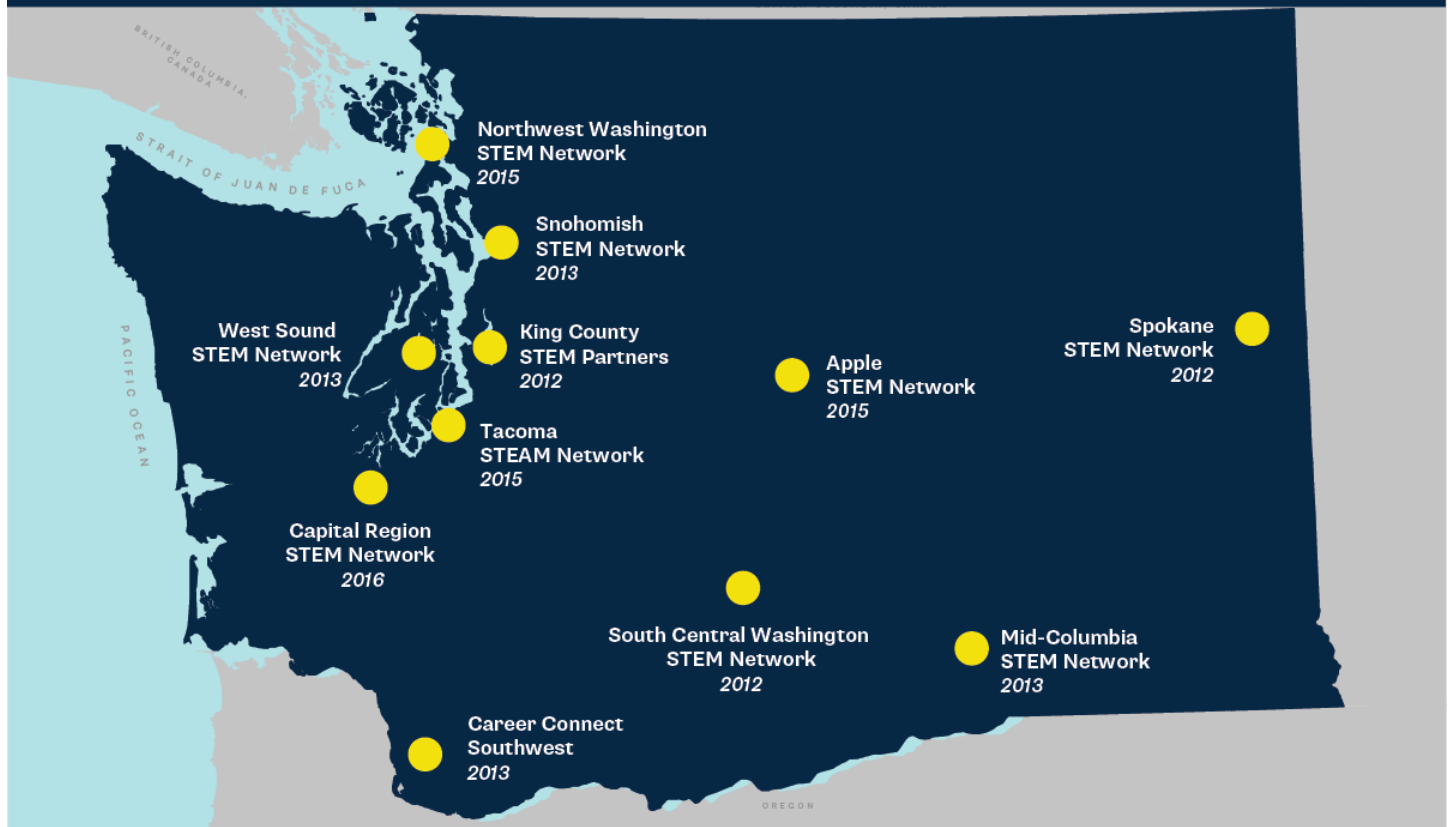 BRITISH COLUMBIA,
CANADA
STRAIT OF JUAN DE FUCA
PACIFIC OCEAN
Northwest Washington
STEM Network
2015
Snohomish
STEM Network
2013
West Sound
STEM Network
2013
King County
STEM Partners
2012
Apple
STEM Network
2015
Spokane
STEM Network
2012
Tacoma
STEAM Network
2015
Capital Region
STEM Network
2016
South Central Washington
STEM Network
2012
Mid-Columbia
STEM Network
2013
Career Connect
Southwest
2013
OREGON